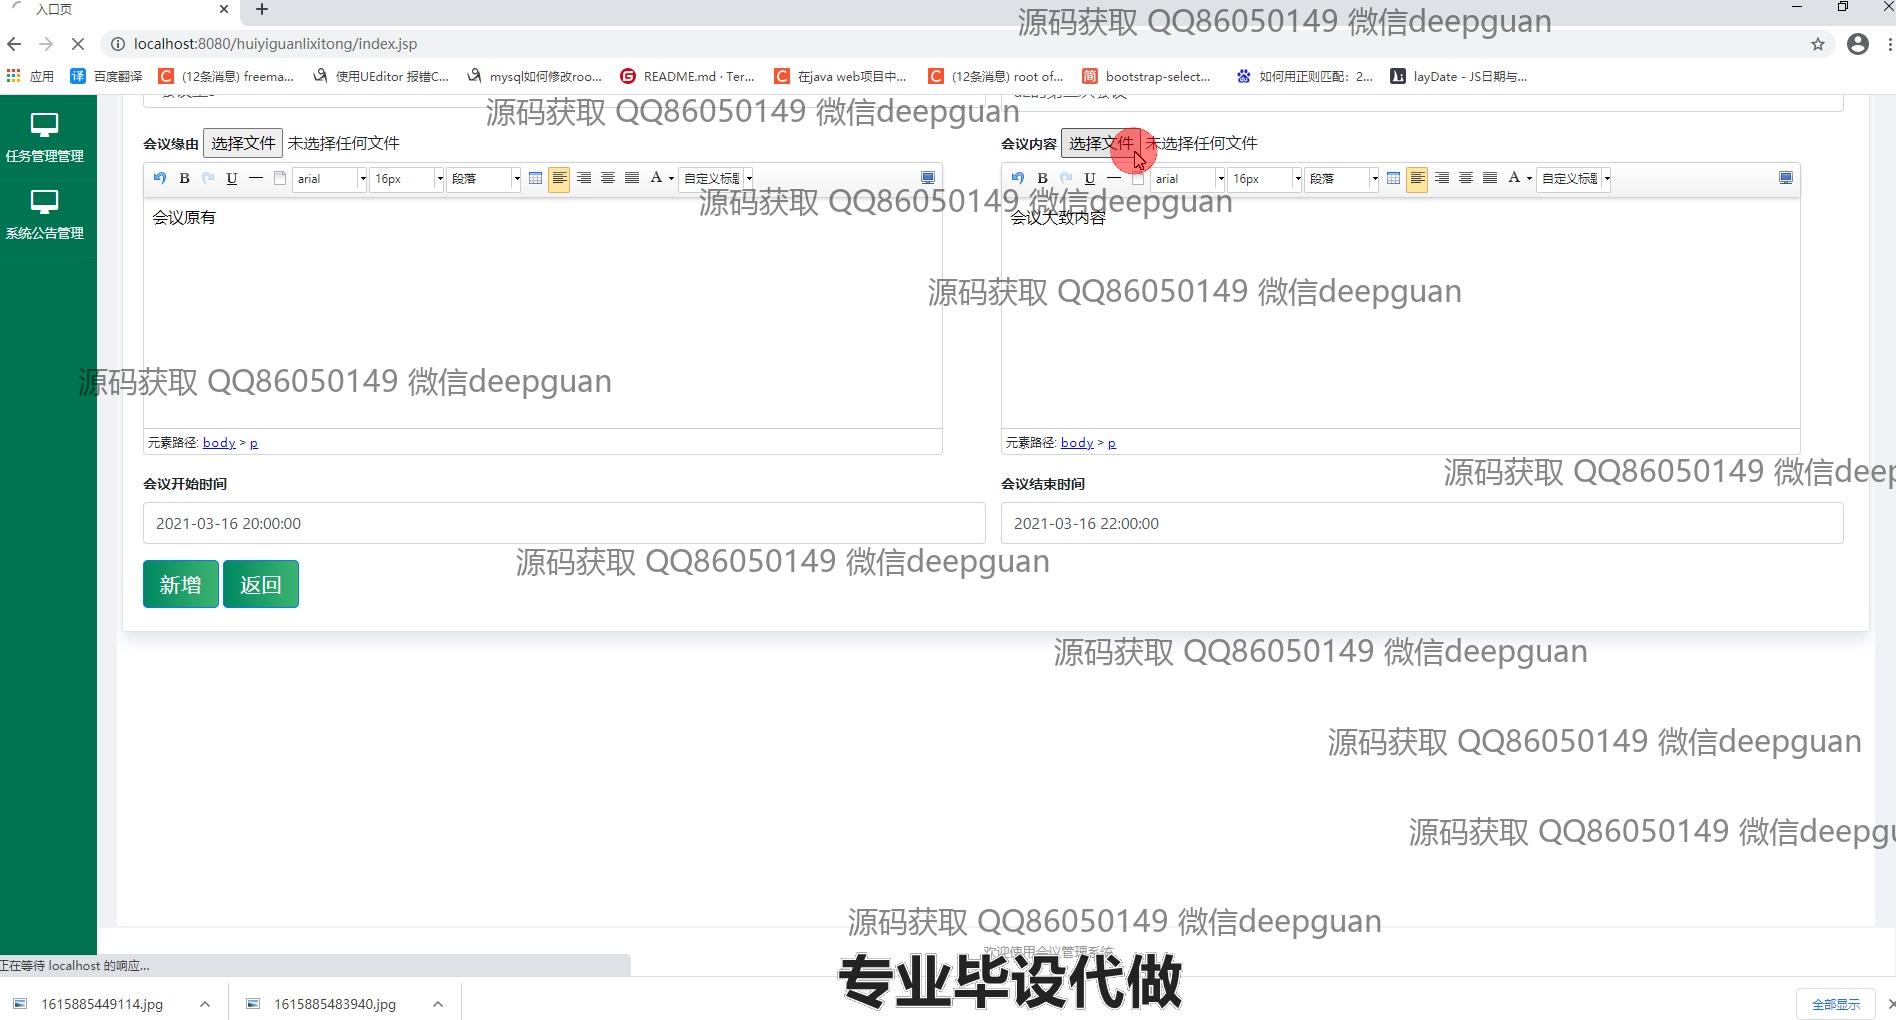 入口页
源码获取 QQ86050149 微信deepguan
localhost:8080/huiyiguanlixitong/index.jsp
应用 百度翻译 (12条消息) freema... 使用UEditor 报错C... mysql如何修改roo... README.md · Ter... 在java web项目中... (12条消息) root of... bootstrap-select... 如何用正则匹配：2... layDate - JS日期与...
源码获取 QQ86050149 微信deepguan
任务管理管理
系统公告管理
会议缘由 选择文件 未选择任何文件
会议内容 选择文件 未选择任何文件
B U arial 16px 段落 A 自定义标题
B U arial 16px 段落 A 自定义标题
源码获取 QQ86050149 微信deepguan
会议原有
会议大致内容
源码获取 QQ86050149 微信deepguan
源码获取 QQ86050149 微信deepguan
元素路径: body > p
元素路径: body > p
源码获取 QQ86050149 微信deep
会议开始时间
会议结束时间
2021-03-16 20:00:00
2021-03-16 22:00:00
源码获取 QQ86050149 微信deepguan
新增 返回
源码获取 QQ86050149 微信deepguan
源码获取 QQ86050149 微信deepguan
源码获取 QQ86050149 微信deepgu
源码获取 QQ86050149 微信deepguan
欢迎使用会议管理系统
正在等待 localhost 的响应...
专业毕设代做
1615885449114.jpg
1615885483940.jpg
全部显示